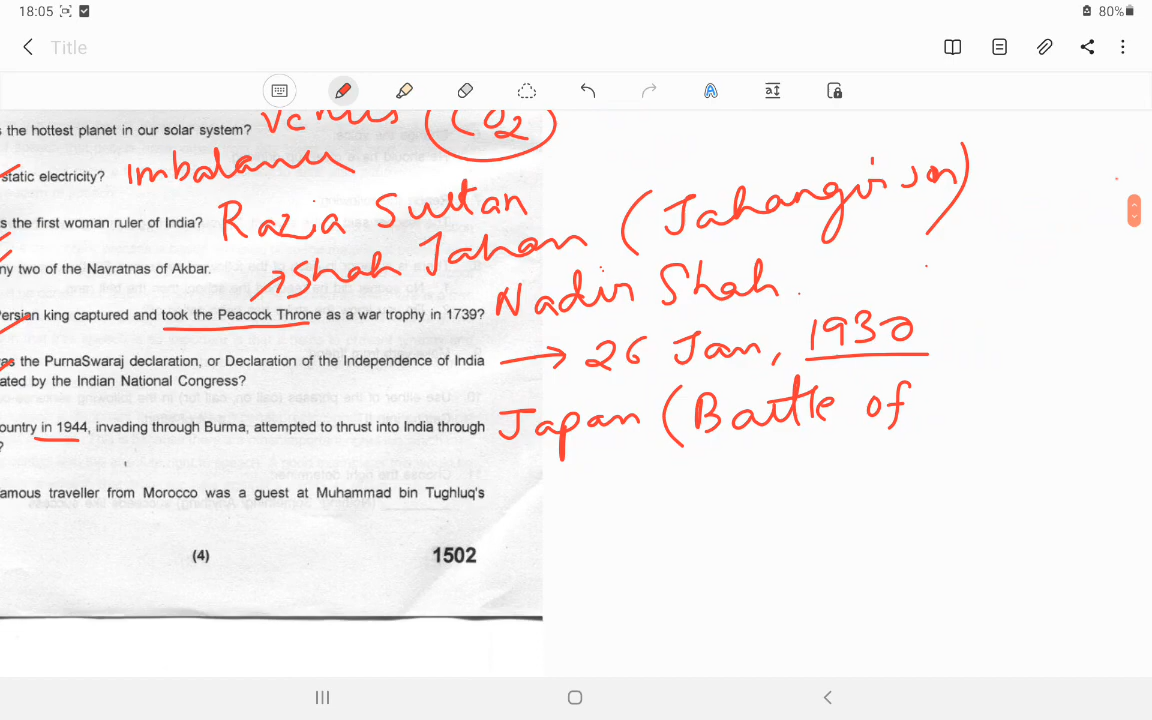 18:05 80%
Title
s the hottest planet in our solar system? Venus (CO2)
static electricity? Imbalance
s the first woman ruler of India? Razia Sultan
ny two of the Navratnas of Akbar. → Shah Jahan (Jahangir son)
Persian king captured and took the Peacock Throne as a war trophy in 1739? Nadir Shah
as the PurnaSwaraj declaration, or Declaration of the Independence of India → 26 Jan, 1930
ated by the Indian National Congress?
ountry in 1944, invading through Burma, attempted to thrust into India through Japan (Battle of
?
amous traveller from Morocco was a guest at Muhammad bin Tughluq's
(4) 1502